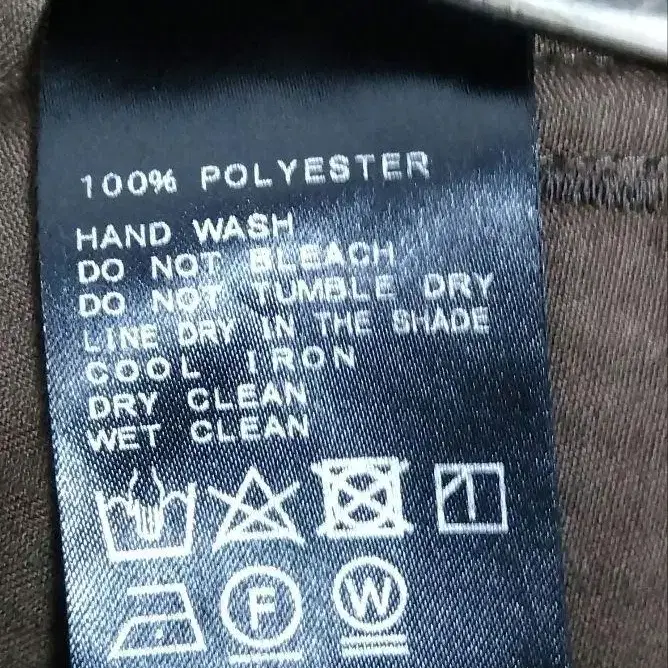 100% POLYESTER
HAND WASH
DO NOT BLEACH
DO NOT TUMBLE DRY
LINE DRY IN THE SHADE
COOL IRON
DRY CLEAN
WET CLEAN
F W